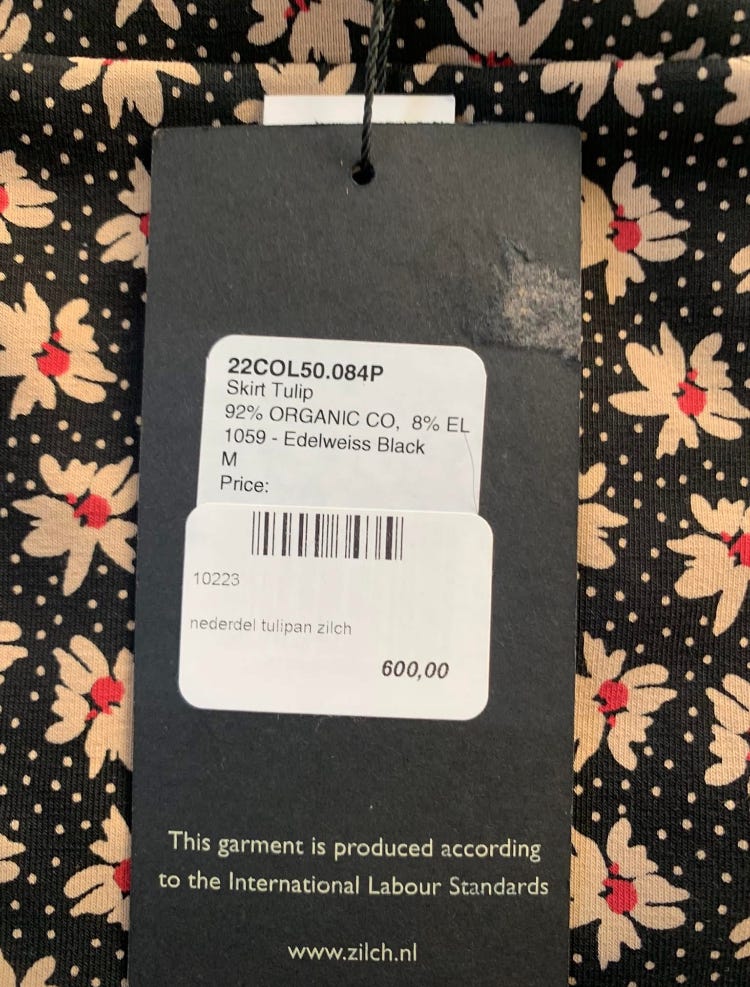 22COL50.084P
Skirt Tulip
92% ORGANIC CO, 8% EL
1059 - Edelweiss Black
M
Price:
10223
nederdel tulipan zilch
600,00
This garment is produced according
to the International Labour Standards
www.zilch.nl